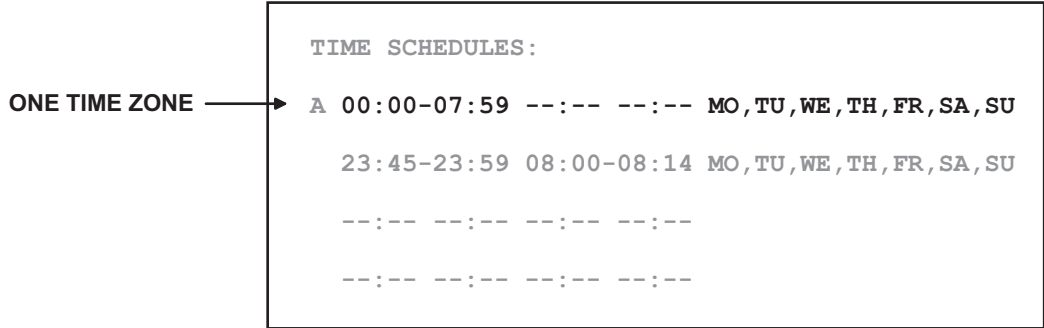 TIME SCHEDULES:
ONE TIME ZONE
A 00:00-07:59 --:-- --:-- MO,TU,WE,TH,FR,SA,SU
23:45-23:59 08:00-08:14 MO,TU,WE,TH,FR,SA,SU
--:-- --:-- --:-- --:--
--:-- --:-- --:-- --:--